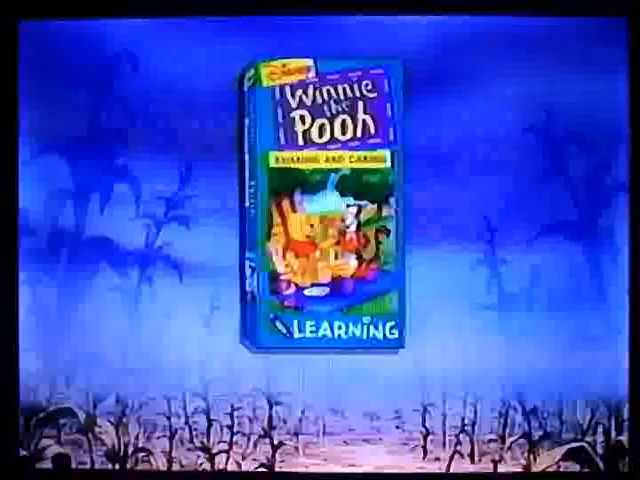 Disney
Winnie
the
Pooh
SHARING AND CARING
LEARNING